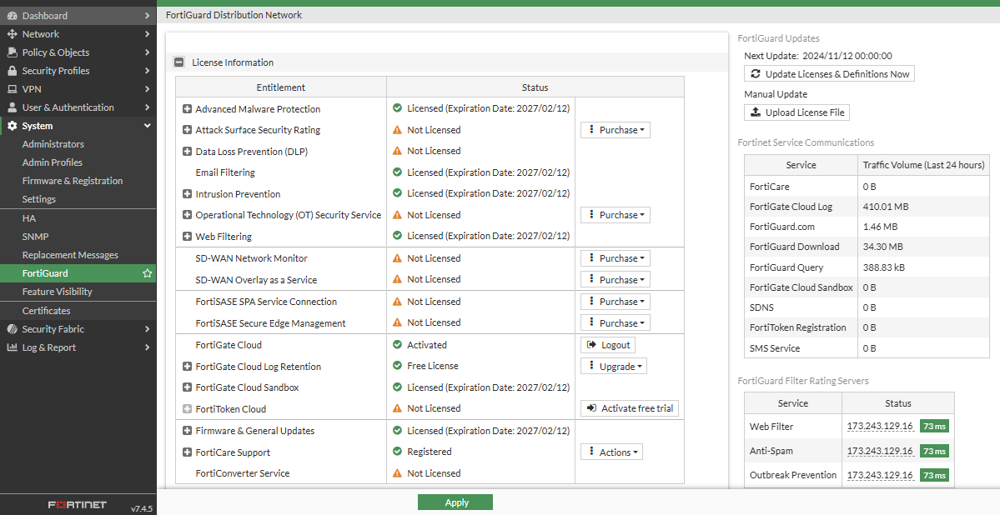 Dashboard
Network
Policy & Objects
Security Profiles
VPN
User & Authentication
System
Administrators
Admin Profiles
Firmware & Registration
Settings
HA
SNMP
Replacement Messages
FortiGuard
Feature Visibility
Certificates
Security Fabric
Log & Report
FORTINET v7.4.5
FortiGuard Distribution Network
License Information
Entitlement Status
Advanced Malware Protection Licensed (Expiration Date: 2027/02/12)
Attack Surface Security Rating Not Licensed Purchase
Data Loss Prevention (DLP) Not Licensed
Email Filtering Licensed (Expiration Date: 2027/02/12)
Intrusion Prevention Licensed (Expiration Date: 2027/02/12)
Operational Technology (OT) Security Service Not Licensed Purchase
Web Filtering Licensed (Expiration Date: 2027/02/12)
SD-WAN Network Monitor Not Licensed Purchase
SD-WAN Overlay as a Service Not Licensed Purchase
FortiSASE SPA Service Connection Not Licensed Purchase
FortiSASE Secure Edge Management Not Licensed Purchase
FortiGate Cloud Activated Logout
FortiGate Cloud Log Retention Free License Upgrade
FortiGate Cloud Sandbox Licensed (Expiration Date: 2027/02/12)
FortiToken Cloud Not Licensed Activate free trial
Firmware & General Updates Licensed (Expiration Date: 2027/02/12)
FortiCare Support Registered Actions
FortiConverter Service Not Licensed
Apply
FortiGuard Updates
Next Update: 2024/11/12 00:00:00
Update Licenses & Definitions Now
Manual Update
Upload License File
Fortinet Service Communications
Service Traffic Volume (Last 24 hours)
FortiCare 0 B
FortiGate Cloud Log 410.01 MB
FortiGuard.com 1.46 MB
FortiGuard Download 34.30 MB
FortiGuard Query 388.83 kB
FortiGate Cloud Sandbox 0 B
SDNS 0 B
FortiToken Registration 0 B
SMS Service 0 B
FortiGuard Filter Rating Servers
Service Status
Web Filter 173.243.129.16 73 ms
Anti-Spam 173.243.129.16 73 ms
Outbreak Prevention 173.243.129.16 73 ms